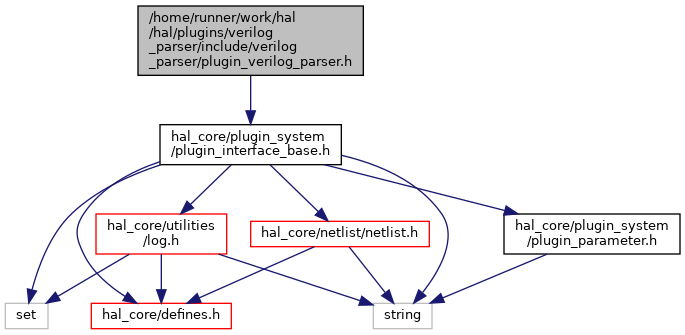 /home/runner/work/hal
/hal/plugins/verilog
_parser/include/verilog
_parser/plugin_verilog_parser.h
hal_core/plugin_system
/plugin_interface_base.h
hal_core/utilities
/log.h
hal_core/netlist/netlist.h
hal_core/plugin_system
/plugin_parameter.h
set
hal_core/defines.h
string